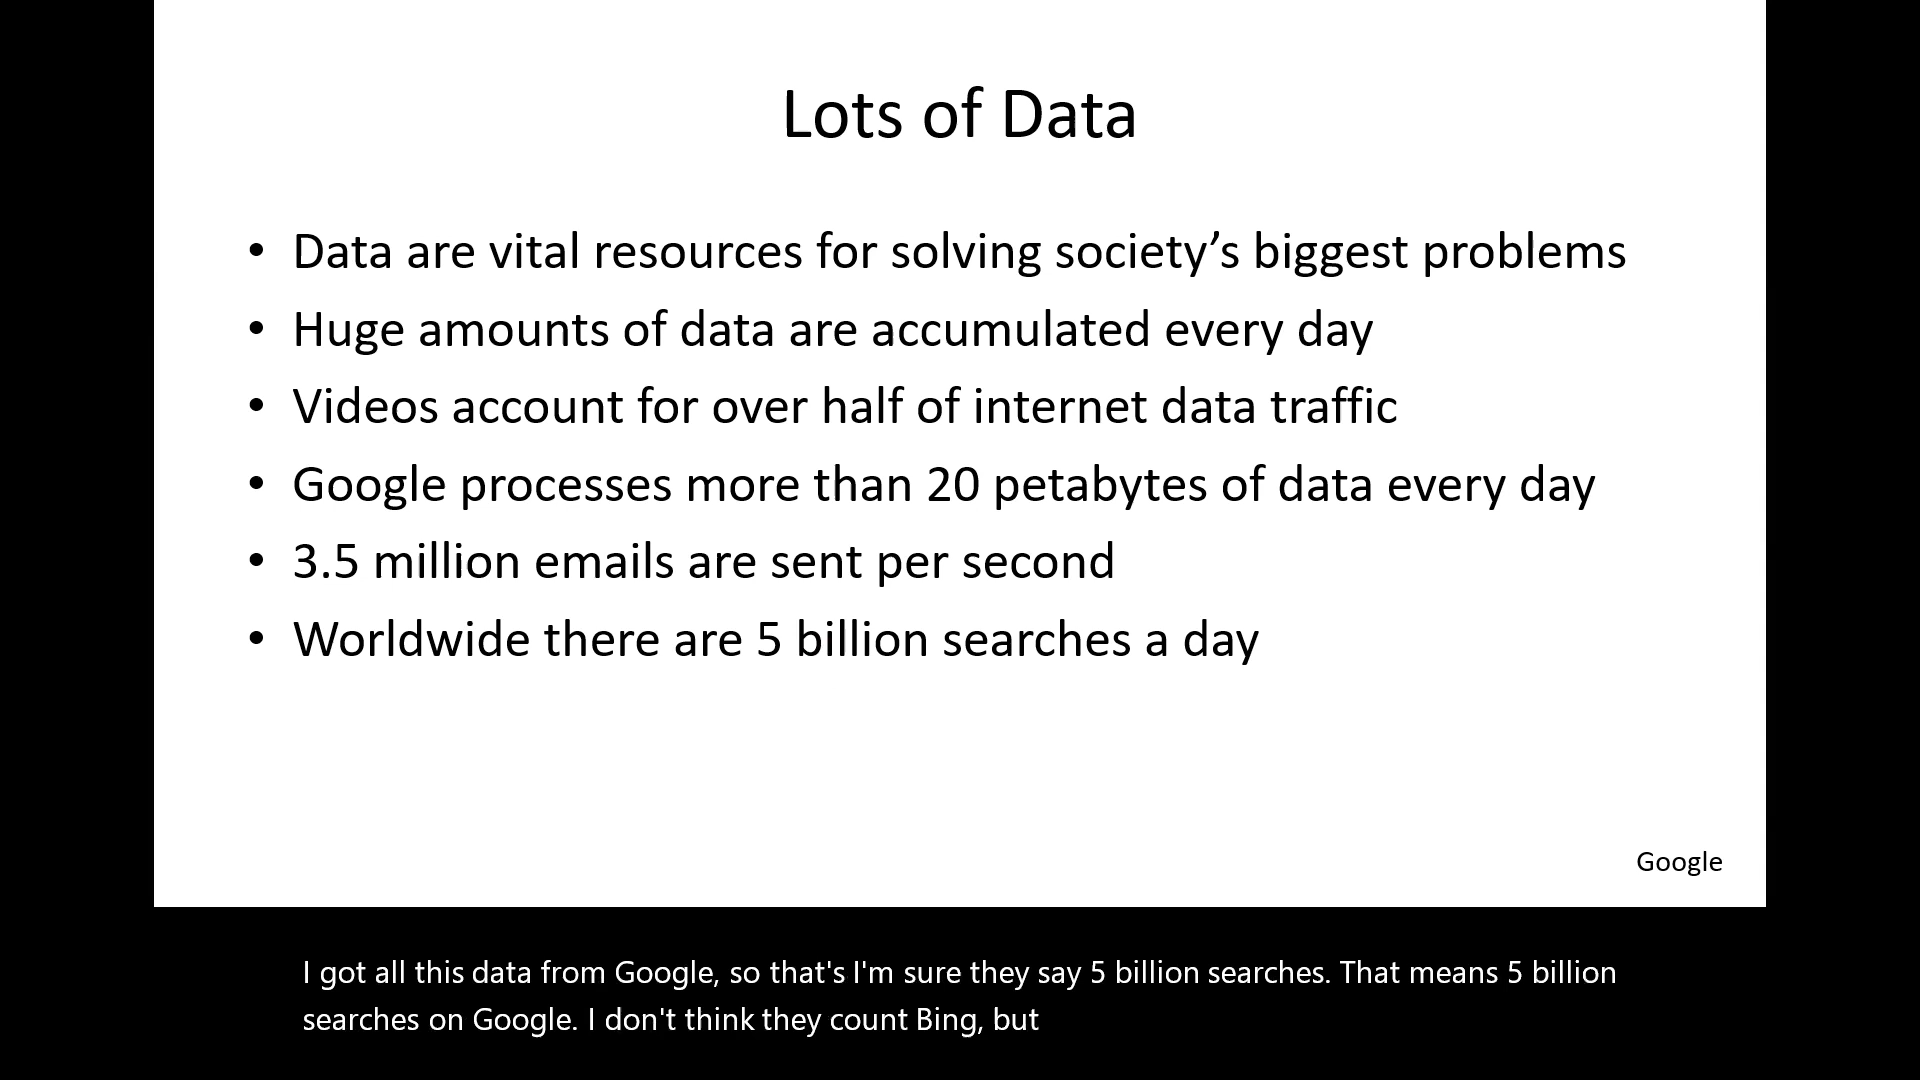 Lots of Data
• Data are vital resources for solving society’s biggest problems
• Huge amounts of data are accumulated every day
• Videos account for over half of internet data traffic
• Google processes more than 20 petabytes of data every day
• 3.5 million emails are sent per second
• Worldwide there are 5 billion searches a day
Google
I got all this data from Google, so that's I'm sure they say 5 billion searches. That means 5 billion
searches on Google. I don't think they count Bing, but